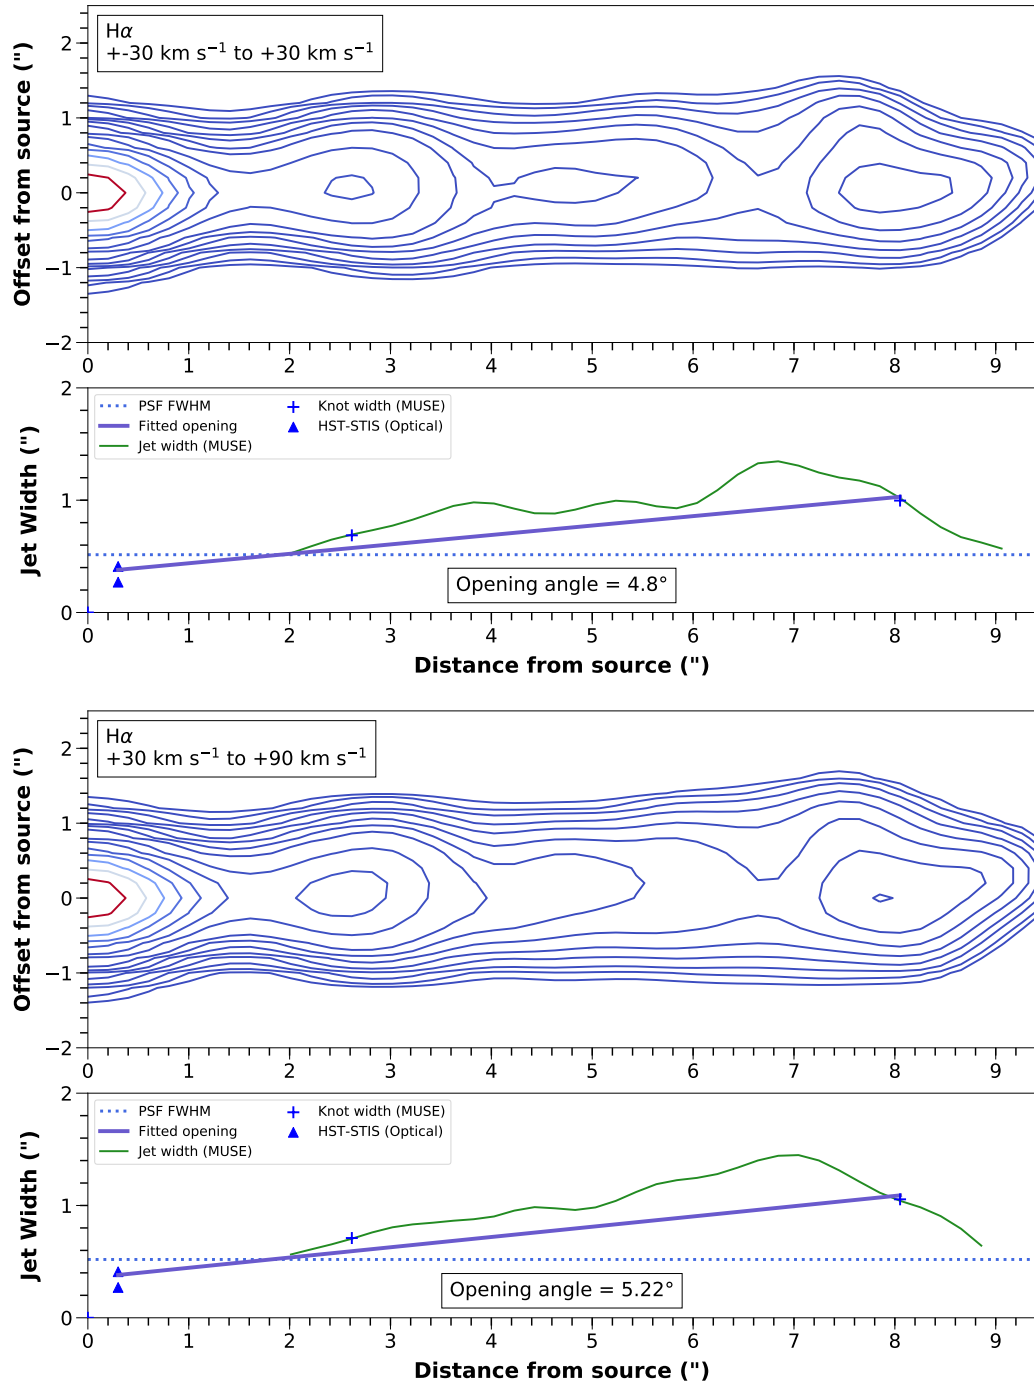 Hα
+-30 km s⁻¹ to +30 km s⁻¹
Offset from source (")
2
1
0
−1
−2
0 1 2 3 4 5 6 7 8 9
Jet Width (")
2
1
0
PSF FWHM
Fitted opening
Jet width (MUSE)
Knot width (MUSE)
HST-STIS (Optical)
Opening angle = 4.8°
0 1 2 3 4 5 6 7 8 9
Distance from source (")
Hα
+30 km s⁻¹ to +90 km s⁻¹
Offset from source (")
2
1
0
−1
−2
0 1 2 3 4 5 6 7 8 9
Jet Width (")
2
1
0
PSF FWHM
Fitted opening
Jet width (MUSE)
Knot width (MUSE)
HST-STIS (Optical)
Opening angle = 5.22°
0 1 2 3 4 5 6 7 8 9
Distance from source (")